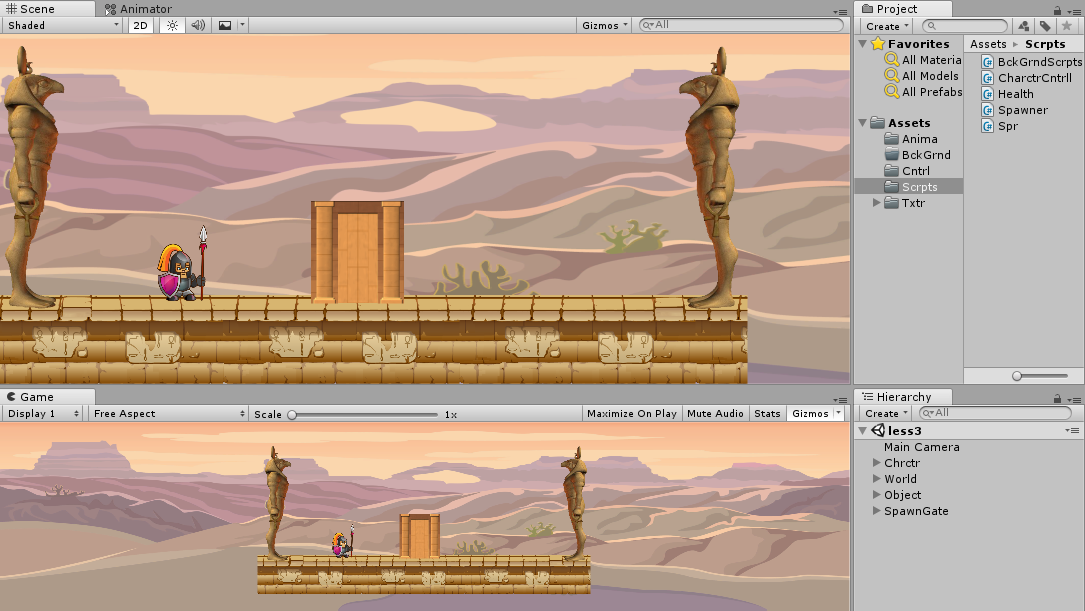 Scene
Animator
Shaded
2D
Gizmos
All
Project
Create
Favorites
All Materia
All Models
All Prefabs
Assets
Anima
BckGrnd
Cntrl
Scrpts
Txtr
Assets ▸ Scrpts
BckGrndScrpts
CharctrCntrll
Health
Spawner
Spr
Game
Display 1
Free Aspect
Scale
1x
Maximize On Play
Mute Audio
Stats
Gizmos
Hierarchy
Create
All
less3
Main Camera
Chrctr
World
Object
SpawnGate